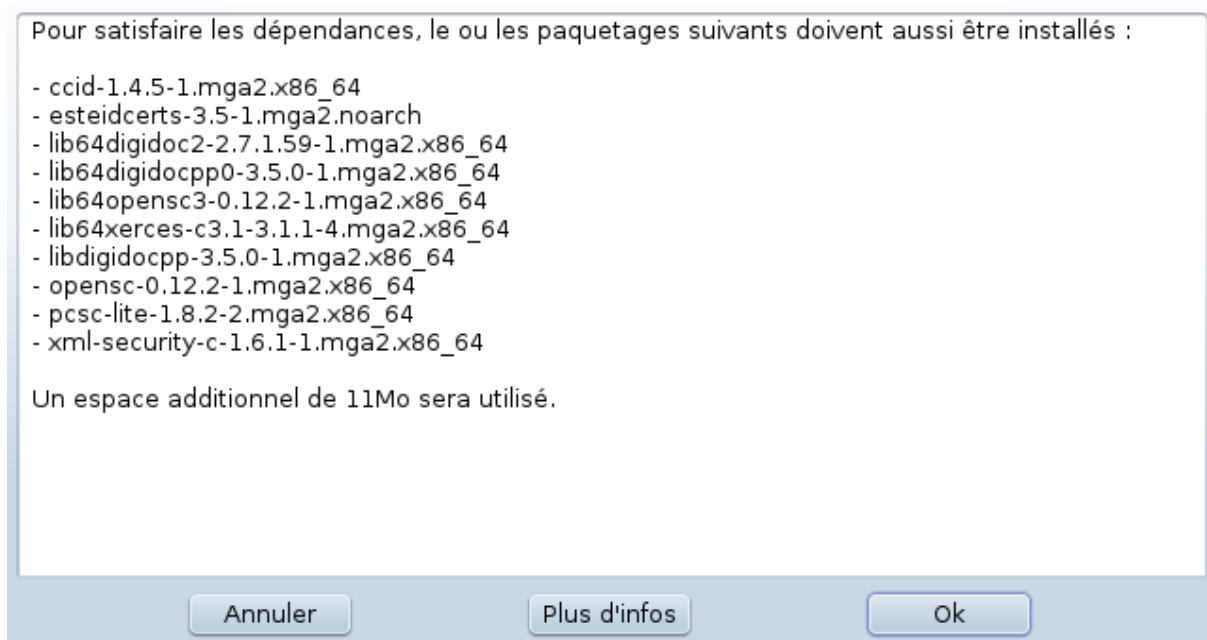 Pour satisfaire les dépendances, le ou les paquetages suivants doivent aussi être installés :
- ccid-1.4.5-1.mga2.x86_64
- esteidcerts-3.5-1.mga2.noarch
- lib64digidoc2-2.7.1.59-1.mga2.x86_64
- lib64digidocpp0-3.5.0-1.mga2.x86_64
- lib64opensc3-0.12.2-1.mga2.x86_64
- lib64xerces-c3.1-3.1.1-4.mga2.x86_64
- libdigidocpp-3.5.0-1.mga2.x86_64
- opensc-0.12.2-1.mga2.x86_64
- pcsc-lite-1.8.2-2.mga2.x86_64
- xml-security-c-1.6.1-1.mga2.x86_64
Un espace additionnel de 11Mo sera utilisé.
Annuler Plus d'infos Ok